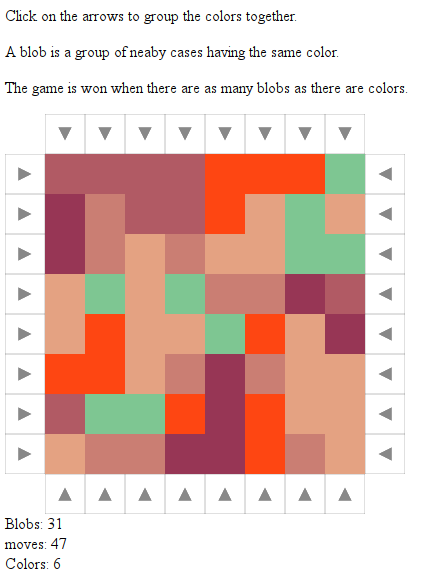 Click on the arrows to group the colors together.
A blob is a group of neaby cases having the same color.
The game is won when there are as many blobs as there are colors.
Blobs: 31
moves: 47
Colors: 6